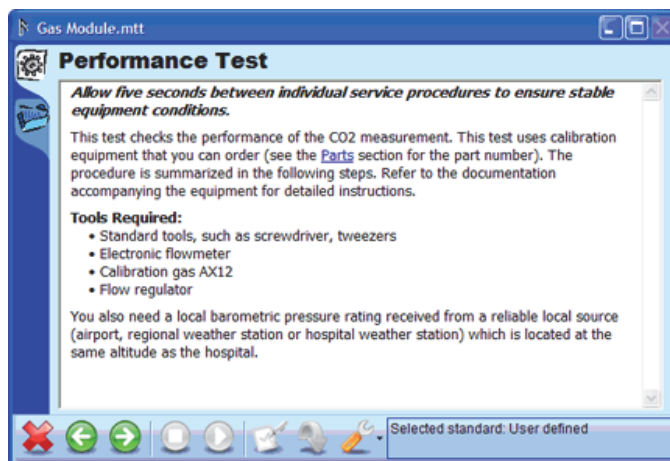 Gas Module.mtt
Performance Test
Allow five seconds between individual service procedures to ensure stable
equipment conditions.
This test checks the performance of the CO2 measurement. This test uses calibration
equipment that you can order (see the Parts section for the part number). The
procedure is summarized in the following steps. Refer to the documentation
accompanying the equipment for detailed instructions.
Tools Required:
• Standard tools, such as screwdriver, tweezers
• Electronic flowmeter
• Calibration gas AX12
• Flow regulator
You also need a local barometric pressure rating received from a reliable local source
(airport, regional weather station or hospital weather station) which is located at the
same altitude as the hospital.
Selected standard: User defined